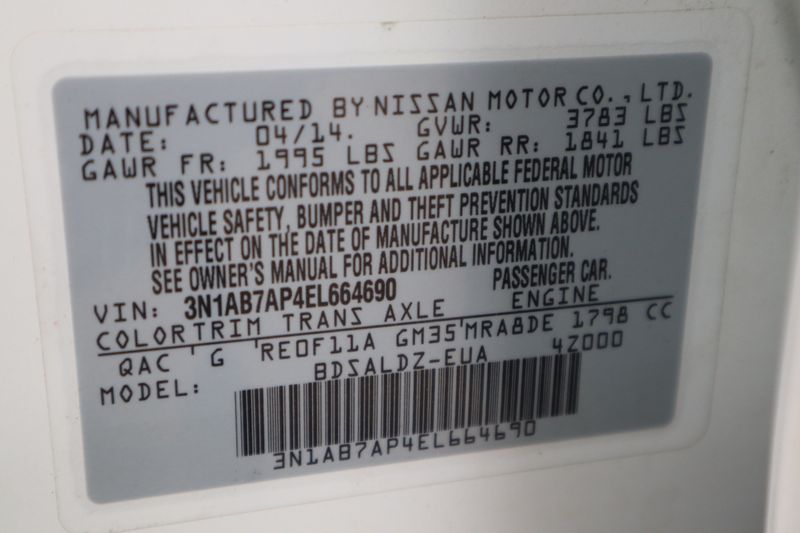 MANUFACTURED BY NISSAN MOTOR CO., LTD.
DATE: 04/14. GVWR: 3783 LBS
GAWR FR: 1995 LBS GAWR RR: 1841 LBS
THIS VEHICLE CONFORMS TO ALL APPLICABLE FEDERAL MOTOR
VEHICLE SAFETY, BUMPER AND THEFT PREVENTION STANDARDS
IN EFFECT ON THE DATE OF MANUFACTURE SHOWN ABOVE.
SEE OWNER'S MANUAL FOR ADDITIONAL INFORMATION.
VIN: 3N1AB7AP4EL664690 PASSENGER CAR.
COLOR TRIM TRANS AXLE ENGINE
QAC G RE0F11A GM35 MRA8DE 1798 CC
MODEL: BDSALDZ-EUA 4Z000
3N1AB7AP4EL664690